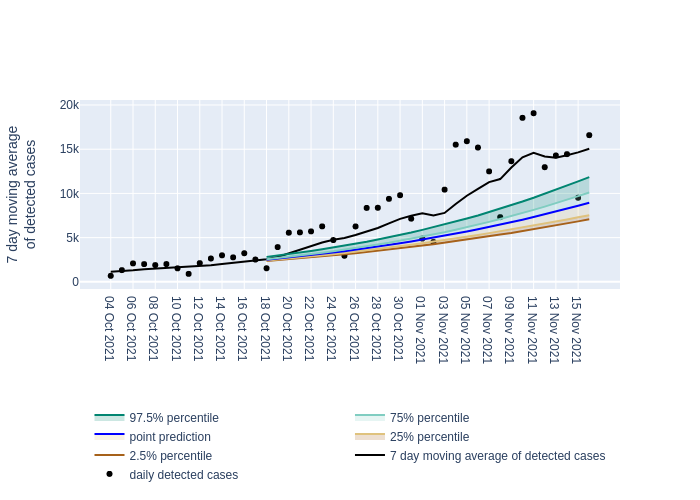 7 day moving average
of detected cases
20k
15k
10k
5k
0
04 Oct 2021
06 Oct 2021
08 Oct 2021
10 Oct 2021
12 Oct 2021
14 Oct 2021
16 Oct 2021
18 Oct 2021
20 Oct 2021
22 Oct 2021
24 Oct 2021
26 Oct 2021
28 Oct 2021
30 Oct 2021
01 Nov 2021
03 Nov 2021
05 Nov 2021
07 Nov 2021
09 Nov 2021
11 Nov 2021
13 Nov 2021
15 Nov 2021
97.5% percentile
75% percentile
point prediction
25% percentile
2.5% percentile
7 day moving average of detected cases
daily detected cases